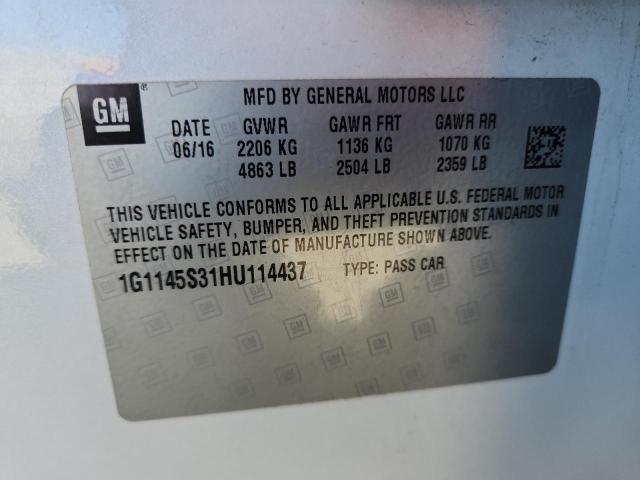 GM ® MFD BY GENERAL MOTORS LLC
DATE GVWR GAWR FRT GAWR RR
06/16 2206 KG 1136 KG 1070 KG
4863 LB 2504 LB 2359 LB
THIS VEHICLE CONFORMS TO ALL APPLICABLE U.S. FEDERAL MOTOR
VEHICLE SAFETY, BUMPER, AND THEFT PREVENTION STANDARDS IN
EFFECT ON THE DATE OF MANUFACTURE SHOWN ABOVE.
1G1145S31HU114437 TYPE: PASS CAR